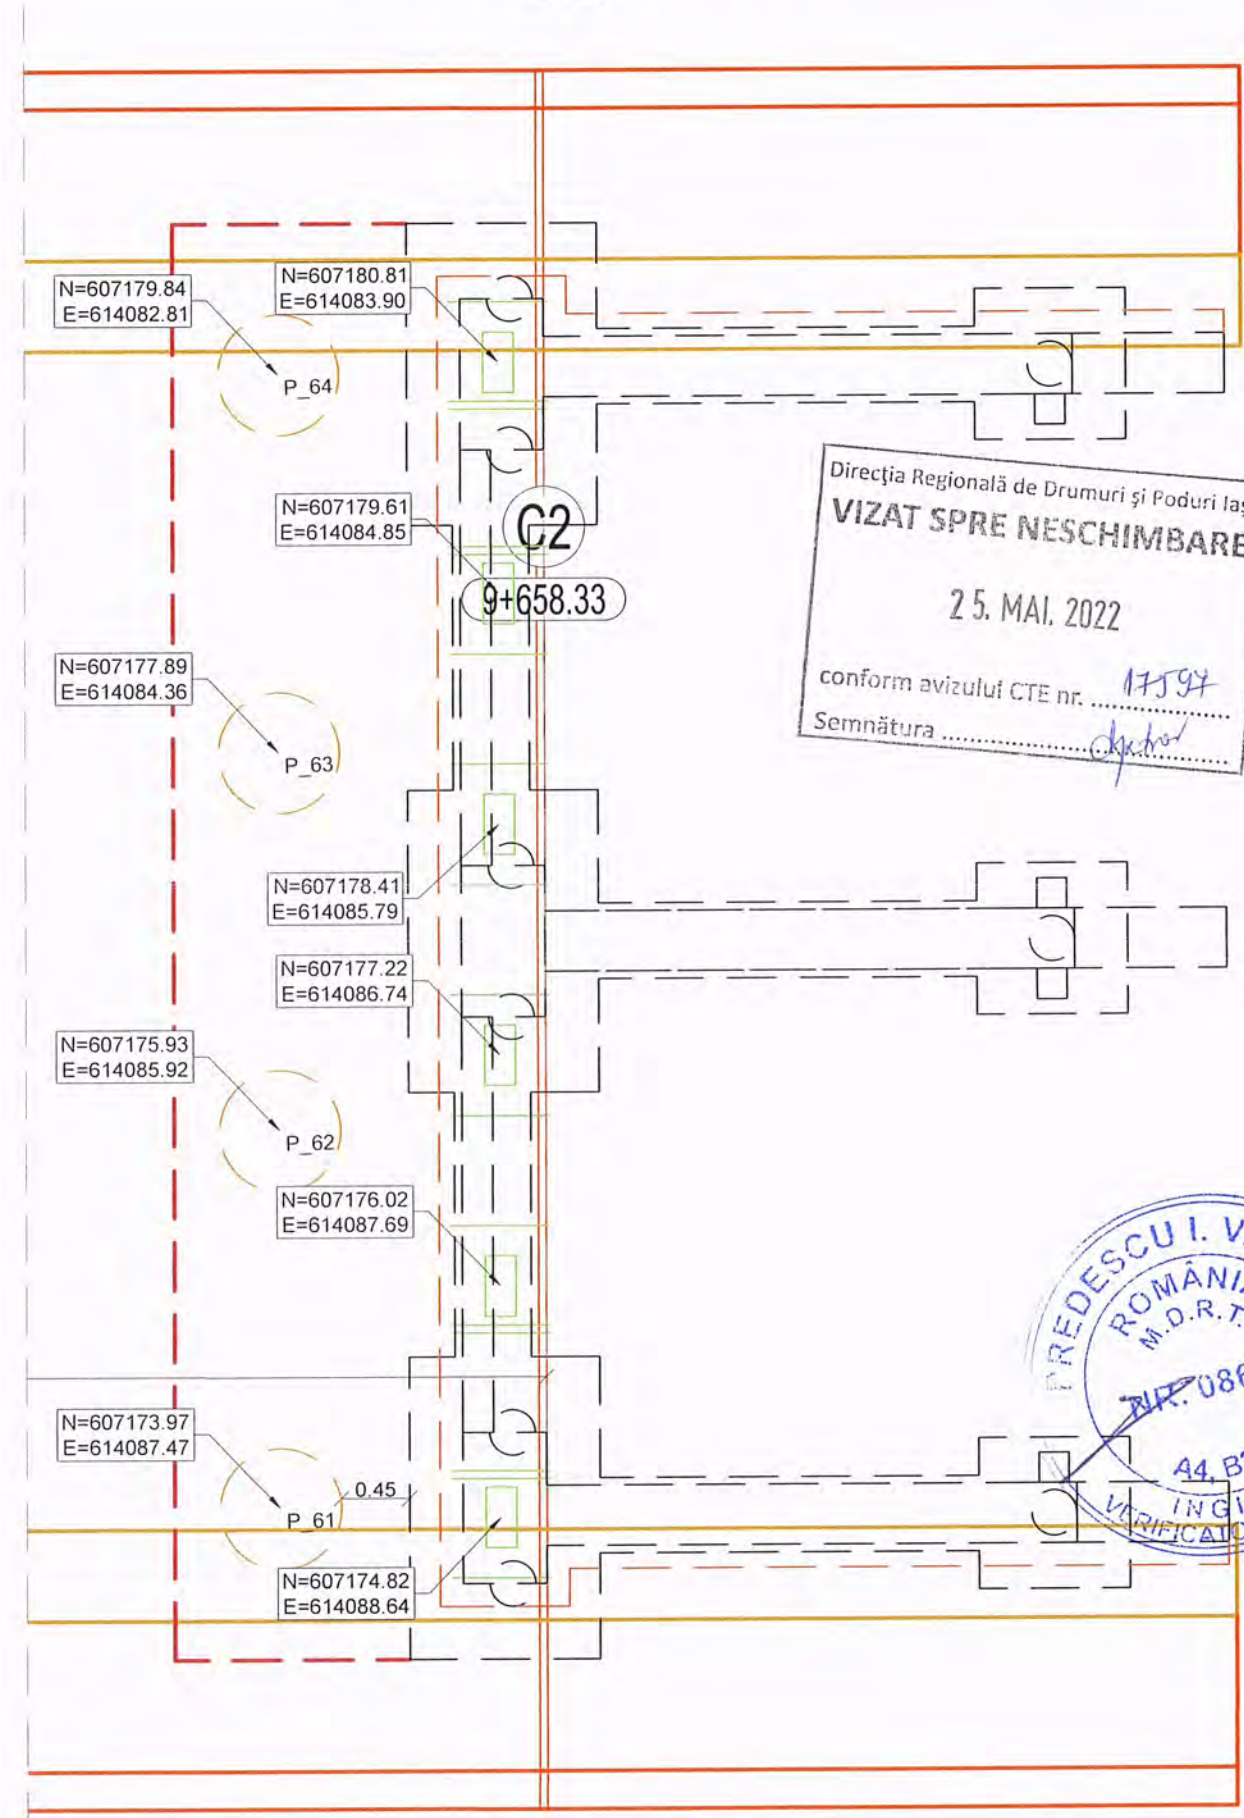 N=607179.84
E=614082.81
N=607180.81
E=614083.90
P_64
N=607179.61
E=614084.85
C2
9+658.33
Direcția Regională de Drumuri și Poduri Iaș
VIZAT SPRE NESCHIMBARE
25. MAI. 2022
conform avizului CTE nr. 17597
Semnătura
N=607177.89
E=614084.36
P_63
N=607178.41
E=614085.79
N=607177.22
E=614086.74
N=607175.93
E=614085.92
P_62
N=607176.02
E=614087.69
PREDESCU I. V
ROMÂNI
M.D.R.T.
NR. 086
A4, B
INGI
VERIFICATO
N=607173.97
E=614087.47
0.45
P_61
N=607174.82
E=614088.64